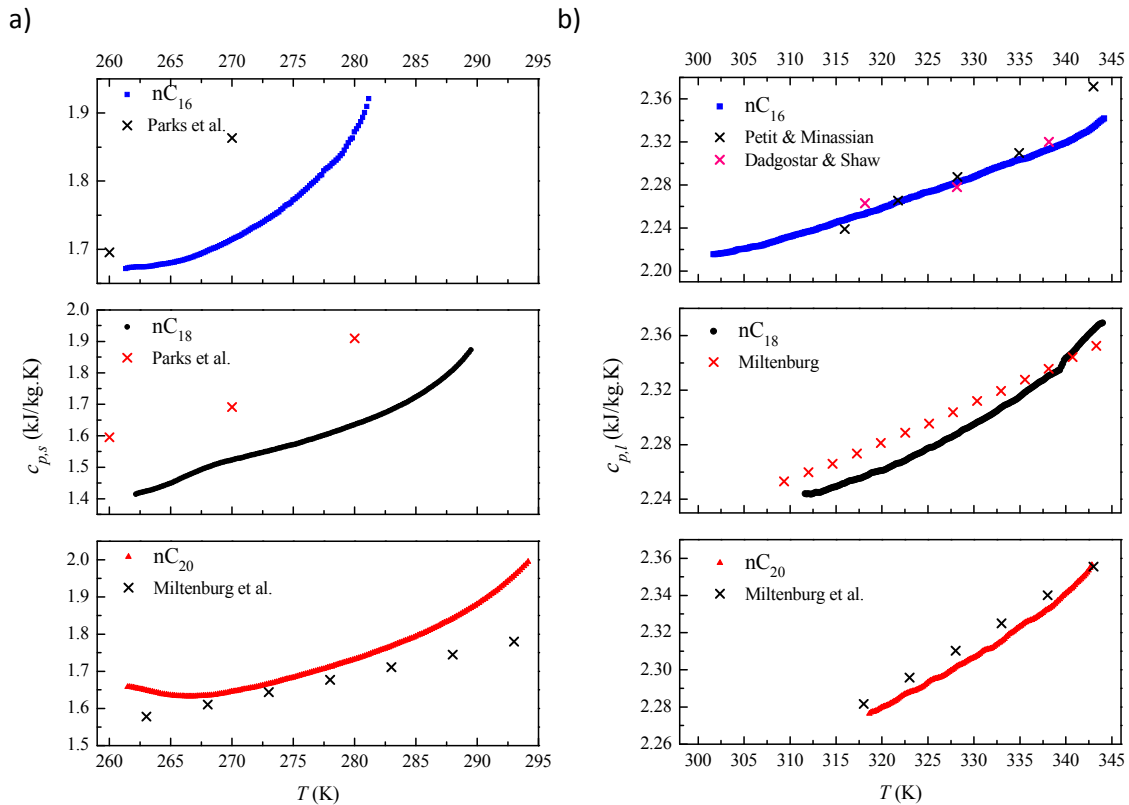 a)
260 265 270 275 280 285 290 295
1.9
1.8
1.7
nC16
Parks et al.
2.0
1.9
1.8
1.7
1.6
1.5
1.4
nC18
Parks et al.
cp,s (kJ/kg.K)
2.0
1.9
1.8
1.7
1.6
1.5
nC20
Miltenburg et al.
260 265 270 275 280 285 290 295
T (K)
b)
300 305 310 315 320 325 330 335 340 345
2.36
2.32
2.28
2.24
2.20
nC16
Petit & Minassian
Dadgostar & Shaw
2.36
2.32
2.28
2.24
nC18
Miltenburg
cp,l (kJ/kg.K)
2.36
2.34
2.32
2.30
2.28
2.26
nC20
Miltenburg et al.
300 305 310 315 320 325 330 335 340 345
T (K)